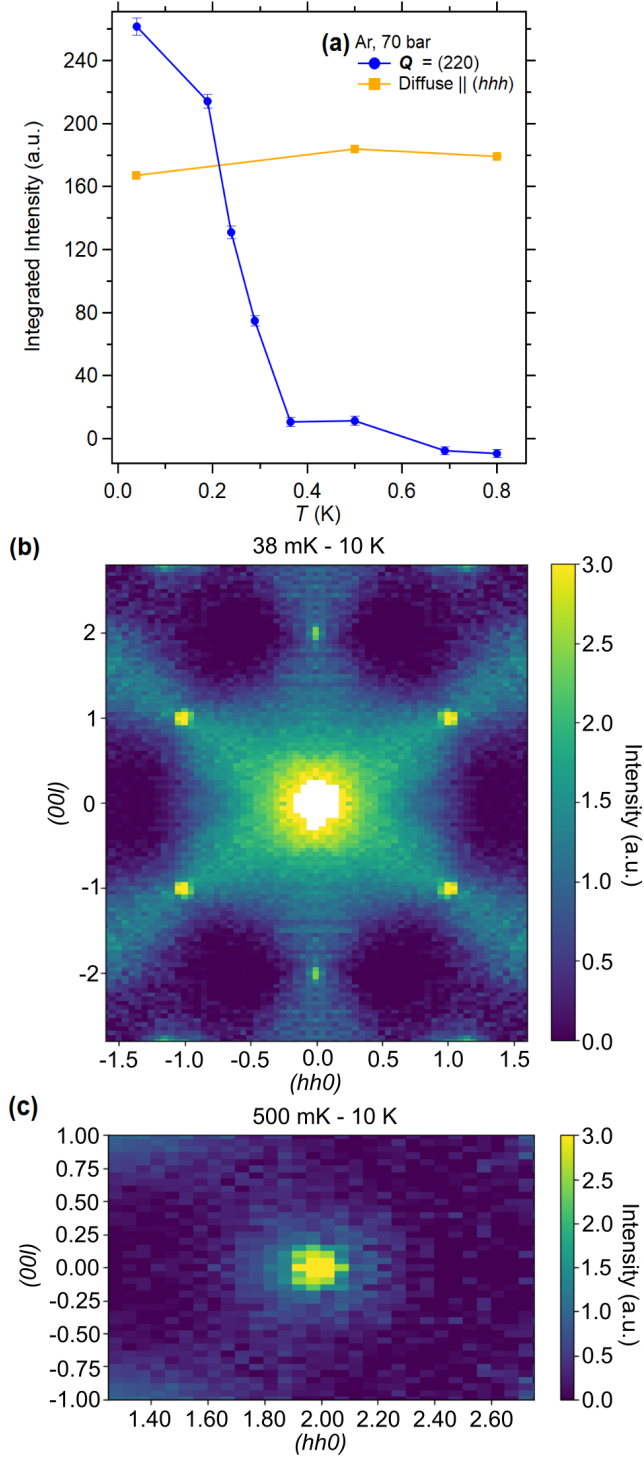 (a) Ar, 70 bar
Q = (220)
Diffuse || (hhh)
Integrated Intensity (a.u.)
240
200
160
120
80
40
0
0.0 0.2 0.4 0.6 0.8
T (K)
(b) 38 mK - 10 K
(00l)
2
1
0
-1
-2
-1.5 -1.0 -0.5 0.0 0.5 1.0 1.5
(hh0)
3.0
2.5
2.0
1.5
1.0
0.5
0.0
Intensity (a.u.)
(c) 500 mK - 10 K
(00l)
1.00
0.75
0.50
0.25
0.00
-0.25
-0.50
-0.75
-1.00
1.40 1.60 1.80 2.00 2.20 2.40 2.60
(hh0)
3.0
2.5
2.0
1.5
1.0
0.5
0.0
Intensity (a.u.)